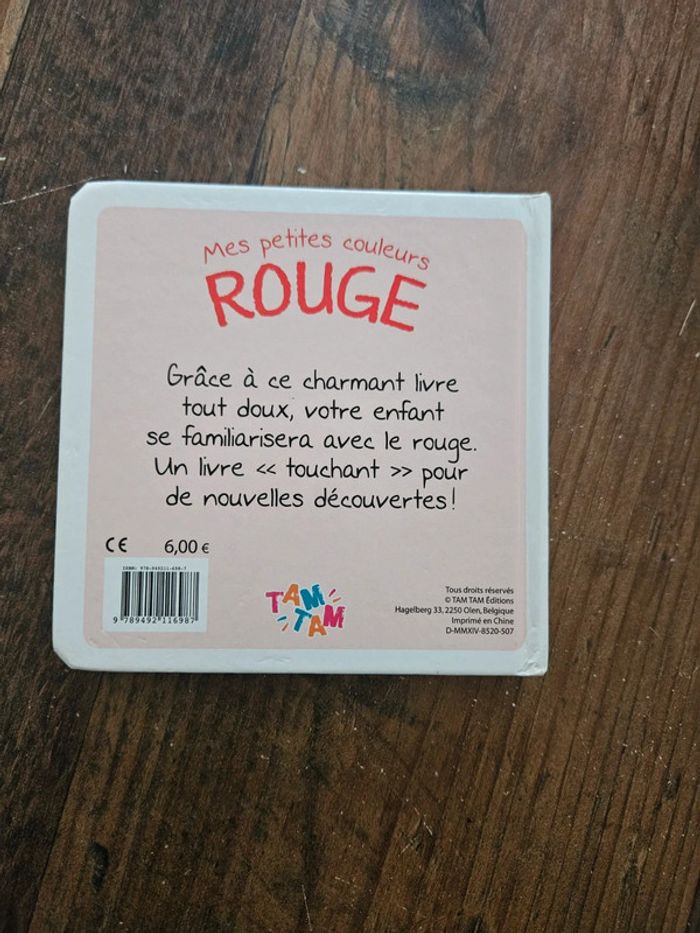 Mes petites couleurs
ROUGE
Grâce à ce charmant livre
tout doux, votre enfant
se familiarisera avec le rouge.
Un livre << touchant >> pour
de nouvelles découvertes !
CE 6,00 €
9 789492 116987
TAM
TAM
Tous droits réservés
© TAM TAM Éditions
Hagelberg 33, 2250 Olen, Belgique
Imprimé en Chine
D-MMXIV-8520-507